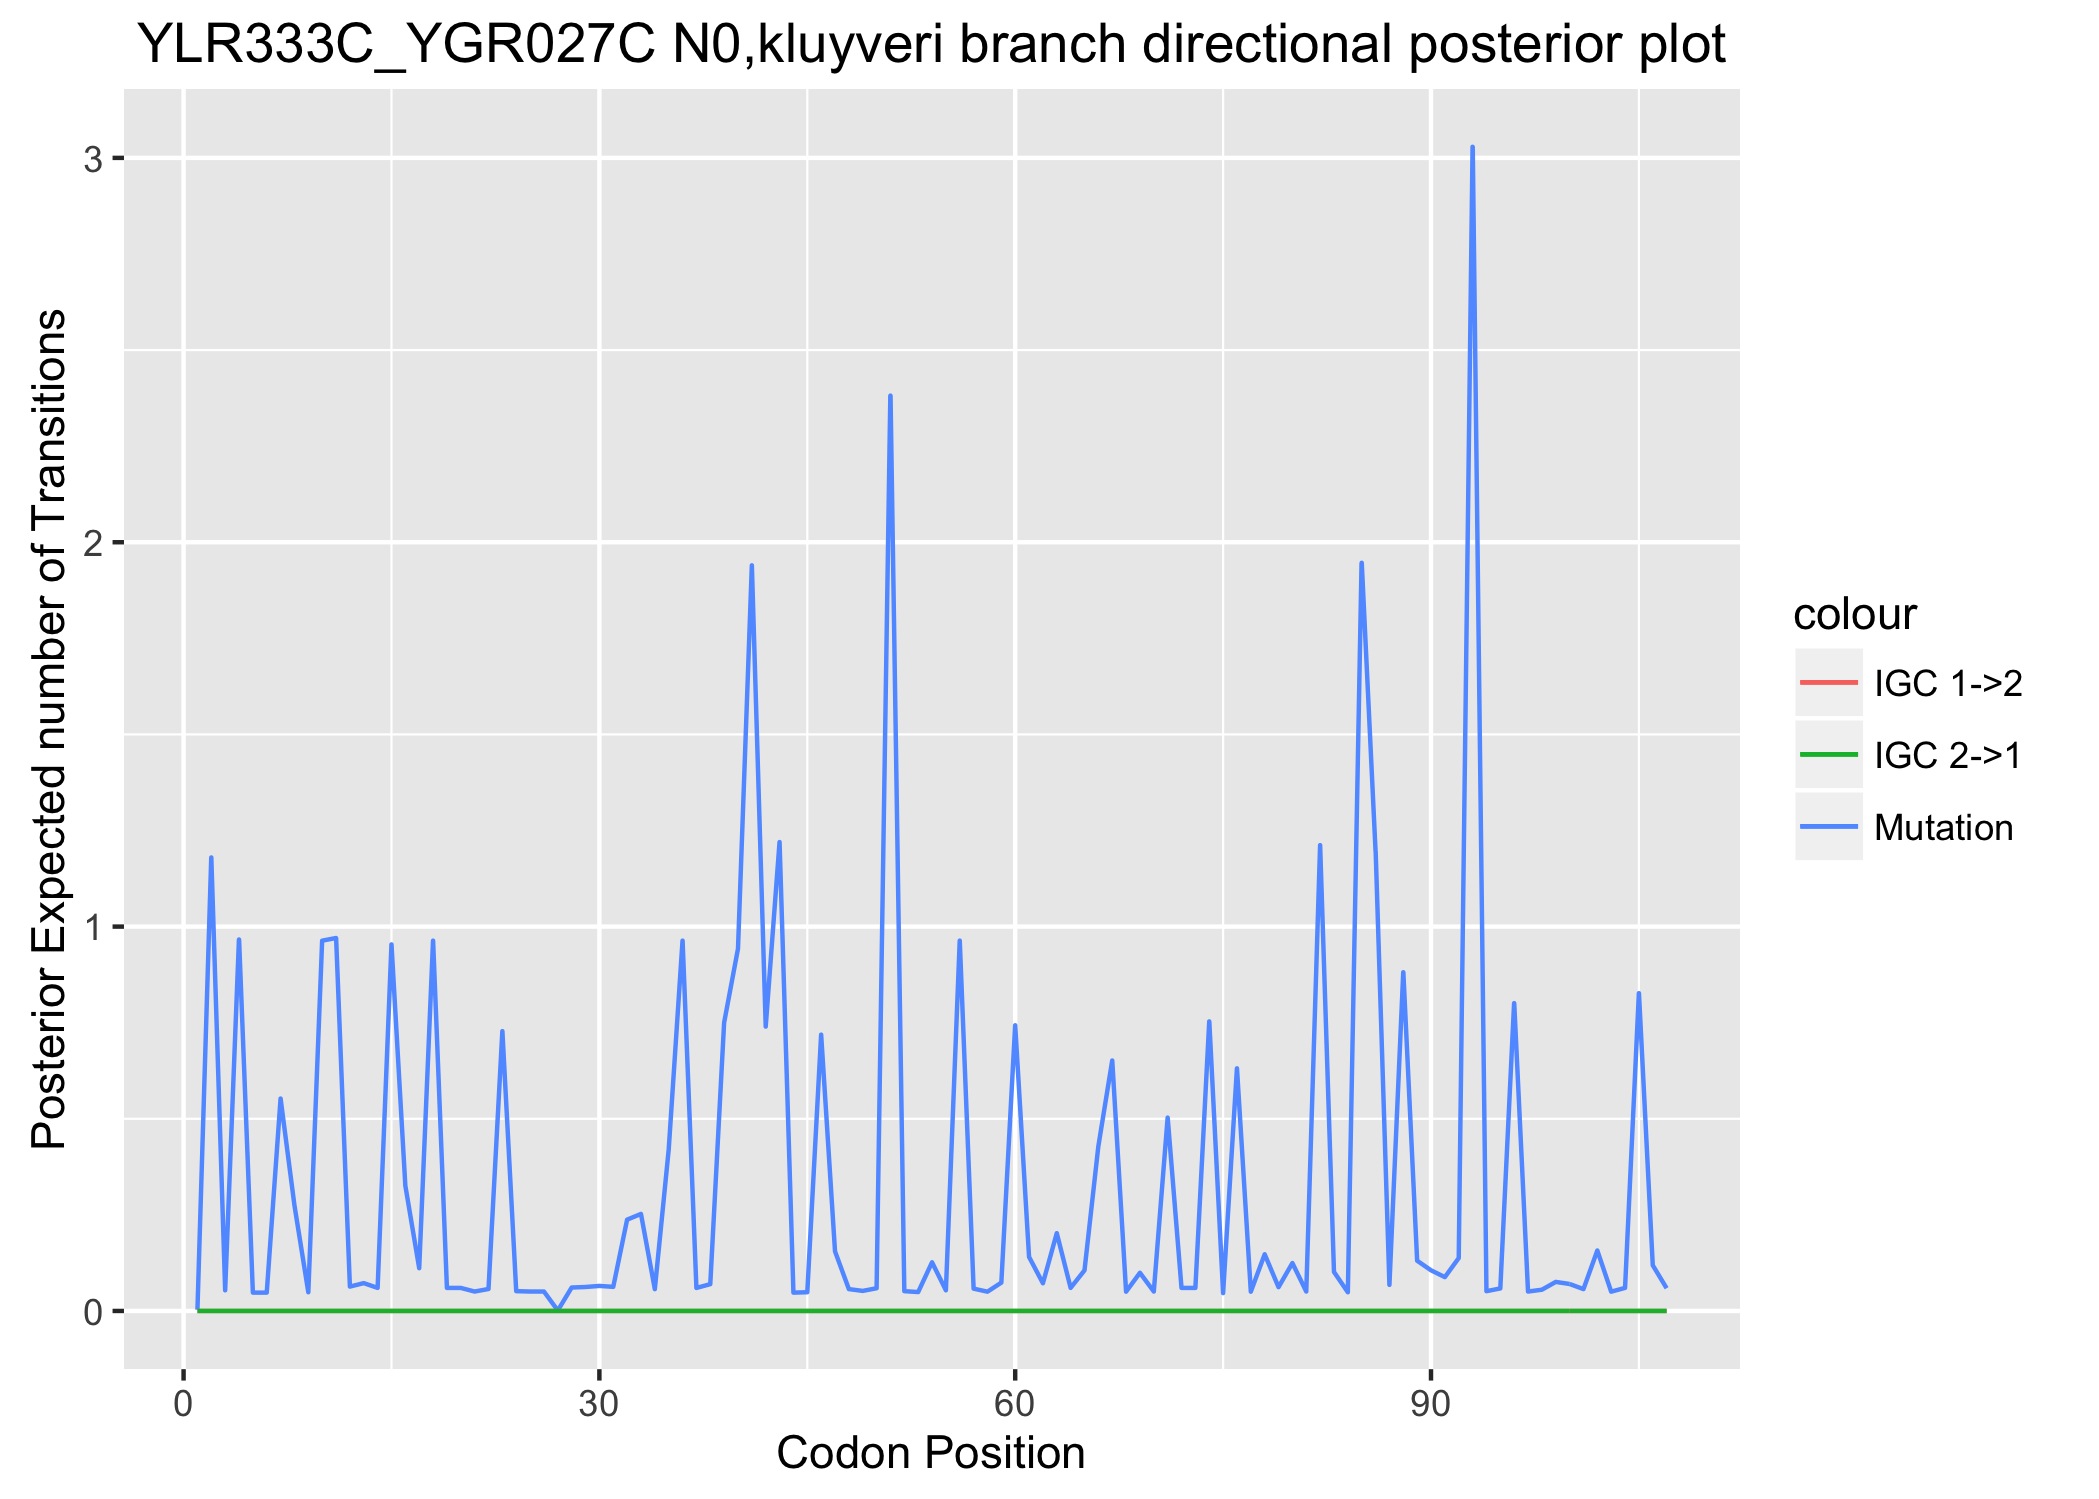 YLR333C_YGR027C N0,kluyveri branch directional posterior plot
Posterior Expected number of Transitions
3
2
1
0
0 30 60 90
Codon Position
colour
IGC 1->2
IGC 2->1
Mutation